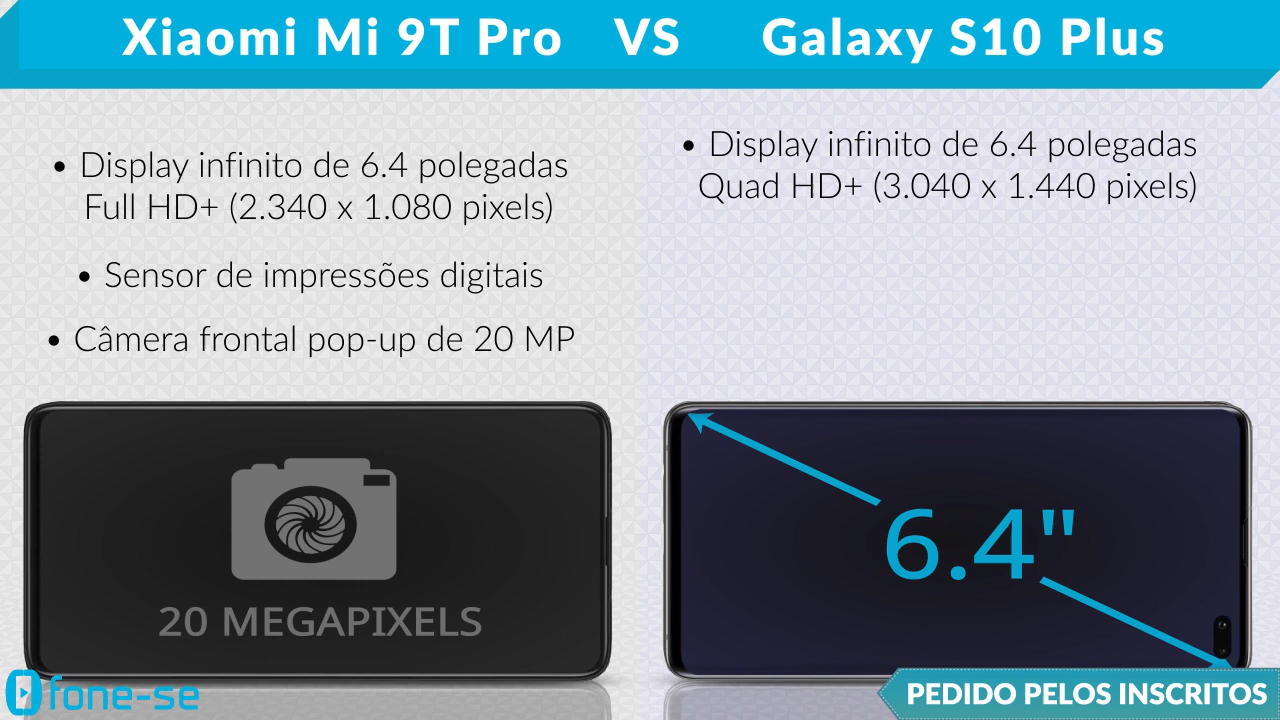 Xiaomi Mi 9T Pro VS Galaxy S10 Plus
• Display infinito de 6.4 polegadas
Full HD+ (2.340 x 1.080 pixels)
• Sensor de impressões digitais
• Câmera frontal pop-up de 20 MP
20 MEGAPIXELS
• Display infinito de 6.4 polegadas
Quad HD+ (3.040 x 1.440 pixels)
6.4"
fone-se
PEDIDO PELOS INSCRITOS